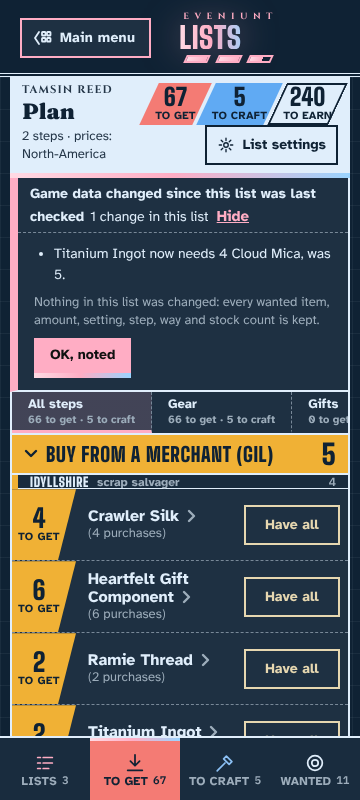 EVENIUNT
Main menu
LISTS
TAMSIN REED
Plan
2 steps · prices:
North-America
67
TO GET
5
TO CRAFT
240
TO EARN
List settings
Game data changed since this list was last
checked 1 change in this list Hide
• Titanium Ingot now needs 4 Cloud Mica, was
5.
Nothing in this list was changed: every wanted item,
amount, setting, step, way and stock count is kept.
OK, noted
All steps
66 to get · 5 to craft
Gear
66 to get · 5 to craft
Gifts
0 to get
BUY FROM A MERCHANT (GIL) 5
IDYLLSHIRE scrap salvager 4
4
TO GET
Crawler Silk
(4 purchases)
Have all
6
TO GET
Heartfelt Gift
Component
(6 purchases)
Have all
2
TO GET
Ramie Thread
(2 purchases)
Have all
2
Titanium Ingot
LISTS 3
TO GET 67
TO CRAFT 5
WANTED 11